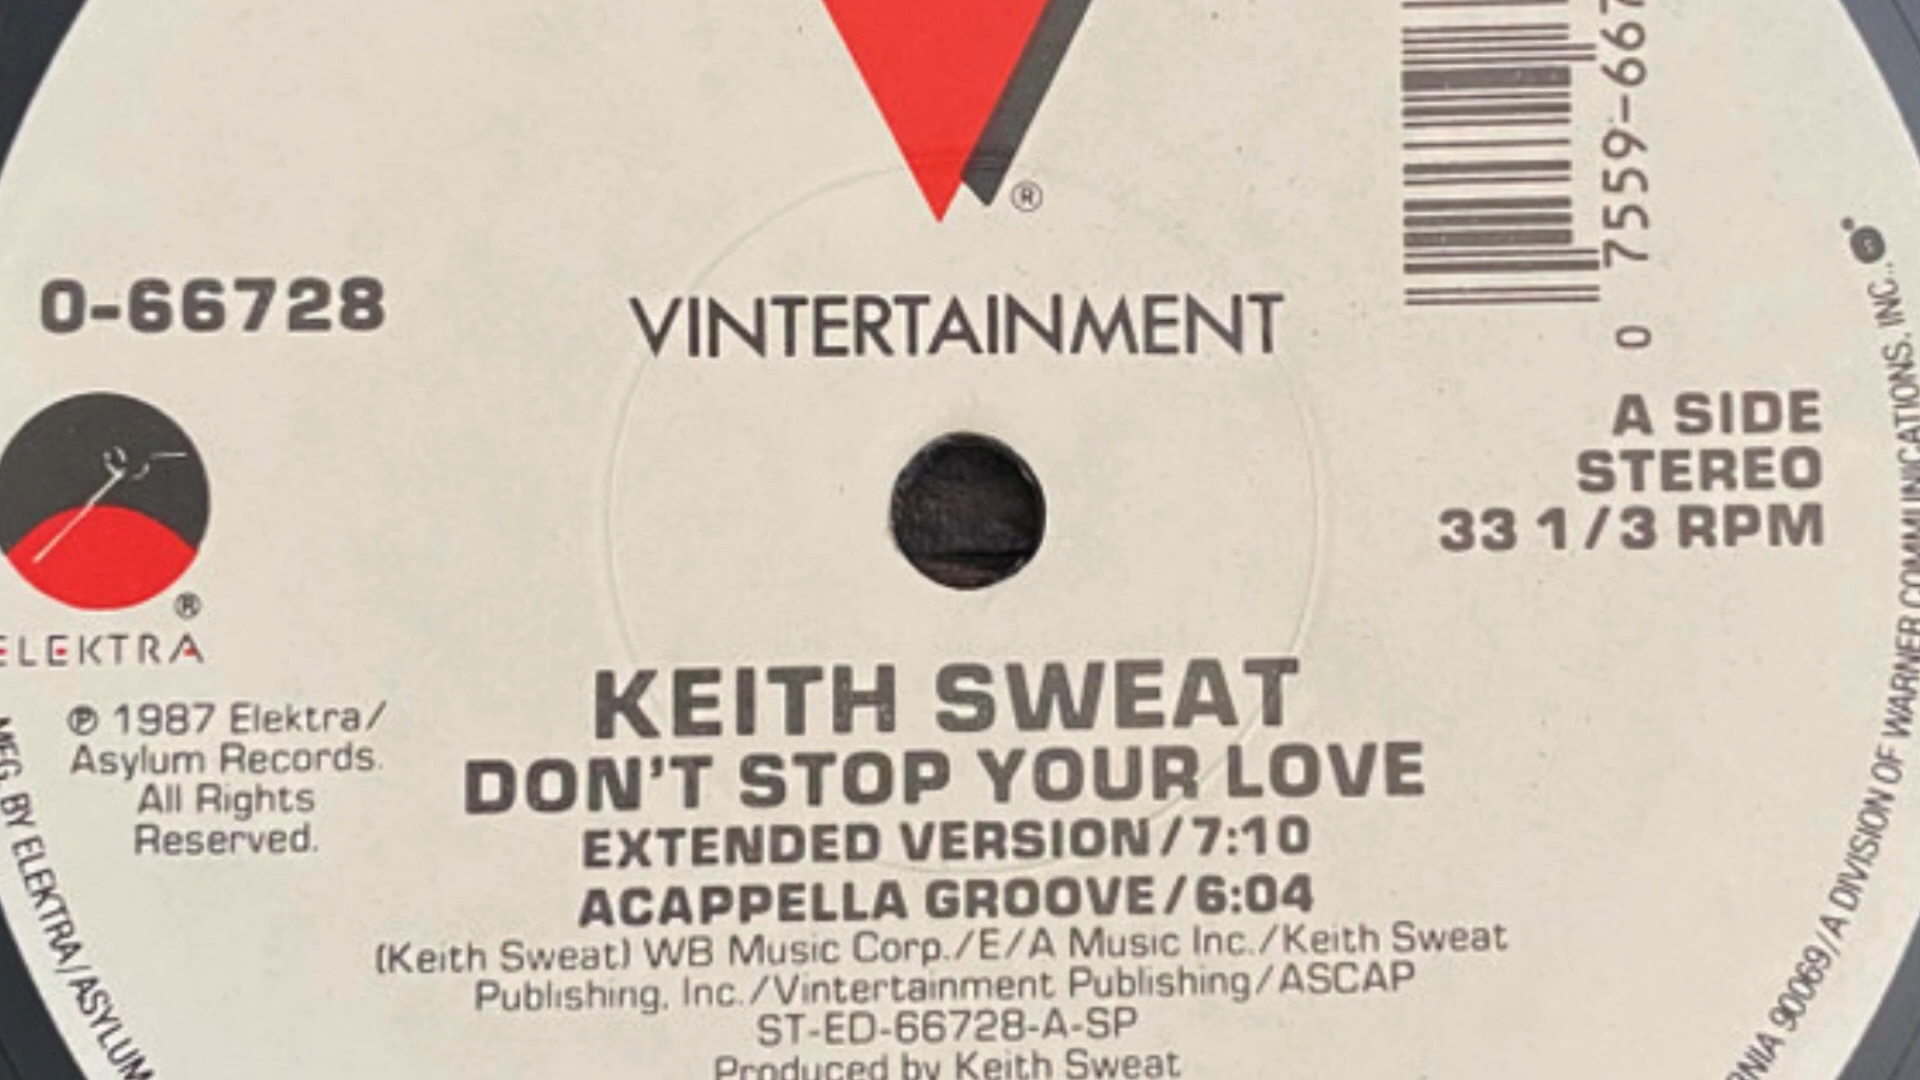 ®
VINTERTAINMENT
0-66728
0 7559-667
A SIDE
STEREO
33 1/3 RPM
®
ELEKTRA
℗ 1987 Elektra/
Asylum Records.
All Rights
Reserved.
KEITH SWEAT
DON'T STOP YOUR LOVE
EXTENDED VERSION/7:10
ACAPPELLA GROOVE/6:04
(Keith Sweat) WB Music Corp./E/A Music Inc./Keith Sweat
Publishing, Inc./Vintertainment Publishing/ASCAP
ST-ED-66728-A-SP
Produced by Keith Sweat
MFG. BY ELEKTRA/ASYLUM
90069/A DIVISION OF WARNER COMMUNICATIONS, INC.,